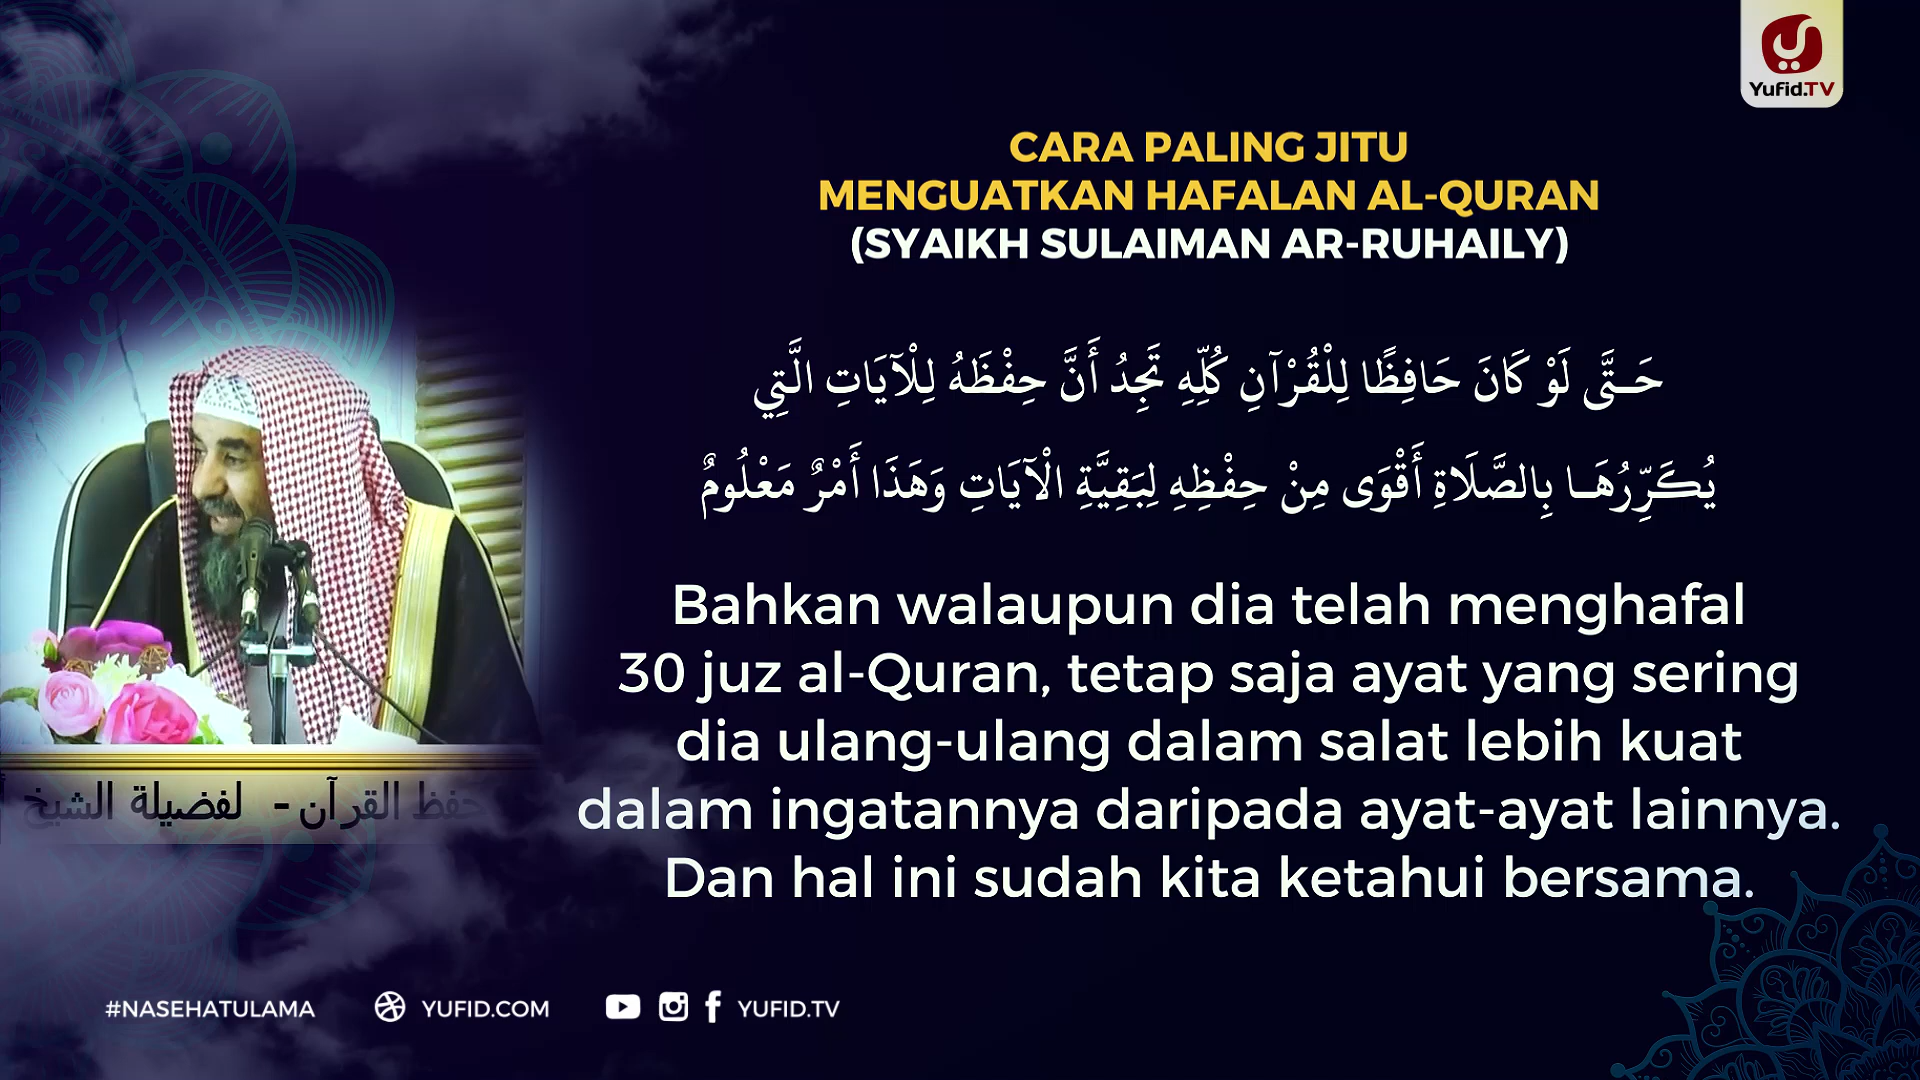 Yufid.TV
CARA PALING JITU
MENGUATKAN HAFALAN AL-QURAN
(SYAIKH SULAIMAN AR-RUHAILY)
حَـتَّى لَوْ كَانَ حَافِظًا لِلْقُرْآنِ كُلِّهِ تَجِدُ أَنَّ حِفْظَهُ لِلْآيَاتِ الَّتِي
يُكَرِّرُهَـا بِالصَّلَاةِ أَقْوَى مِنْ حِفْظِهِ لِبَقِيَّةِ الْآيَاتِ وَهَذَا أَمْرٌ مَعْلُومٌ
Bahkan walaupun dia telah menghafal
30 juz al-Quran, tetap saja ayat yang sering
dia ulang-ulang dalam salat lebih kuat
dalam ingatannya daripada ayat-ayat lainnya.
Dan hal ini sudah kita ketahui bersama.
حفظ القرآن - لفضيلة الشيخ
#NASEHATULAMA YUFID.COM YUFID.TV